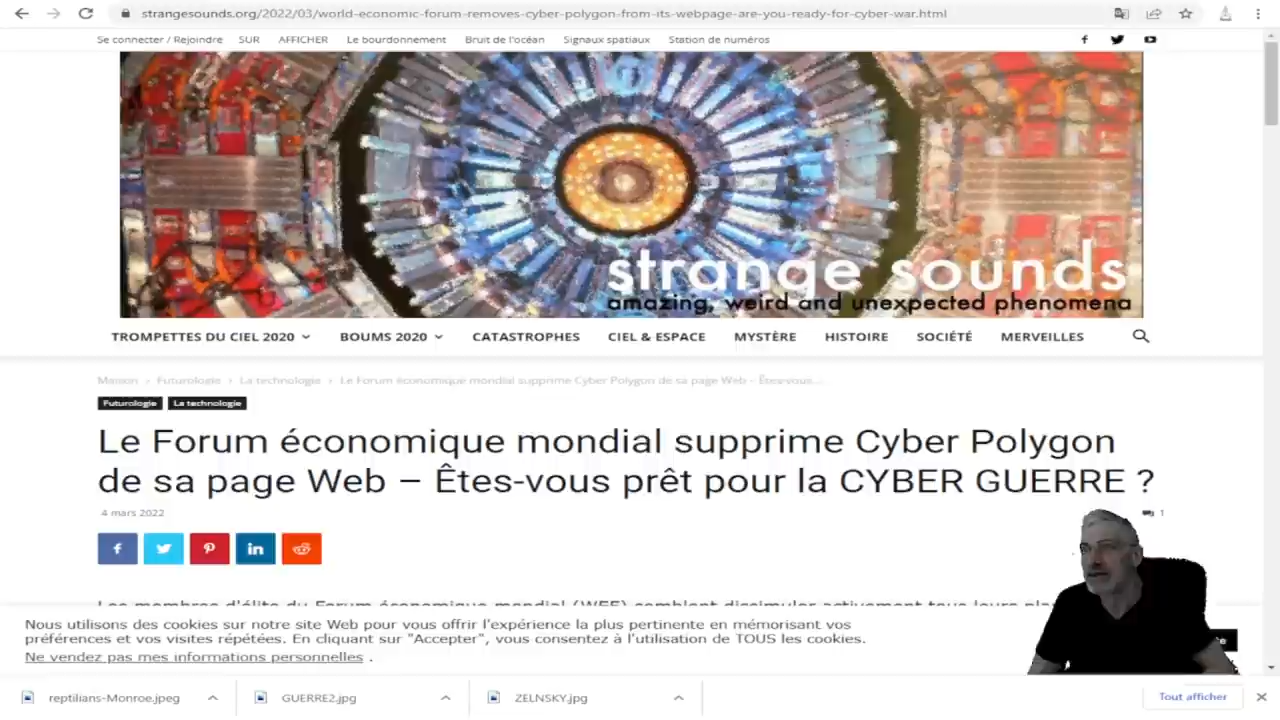 strangesounds.org/2022/03/world-economic-forum-removes-cyber-polygon-from-its-webpage-are-you-ready-for-cyber-war.html
Se connecter / Rejoindre SUR AFFICHER Le bourdonnement Bruit de l'océan Signaux spatiaux Station de numéros
strange sounds
amazing, weird and unexpected phenomena
TROMPETTES DU CIEL 2020 BOUMS 2020 CATASTROPHES CIEL & ESPACE MYSTÈRE HISTOIRE SOCIÉTÉ MERVEILLES
Maison Futurologie La technologie Le Forum économique mondial supprime Cyber Polygon de sa page Web – Êtes-vous...
Futurologie La technologie
Le Forum économique mondial supprime Cyber Polygon
de sa page Web – Êtes-vous prêt pour la CYBER GUERRE ?
4 mars 2022 1
Les membres d'élite du Forum économique mondial (WEF) semblent dissimuler activement tous leurs
Nous utilisons des cookies sur notre site Web pour vous offrir l'expérience la plus pertinente en mémorisant vos
préférences et vos visites répétées. En cliquant sur "Accepter", vous consentez à l'utilisation de TOUS les cookies.
Ne vendez pas mes informations personnelles .
reptilians-Monroe.jpeg GUERRE2.jpg ZELNSKY.jpg Tout afficher